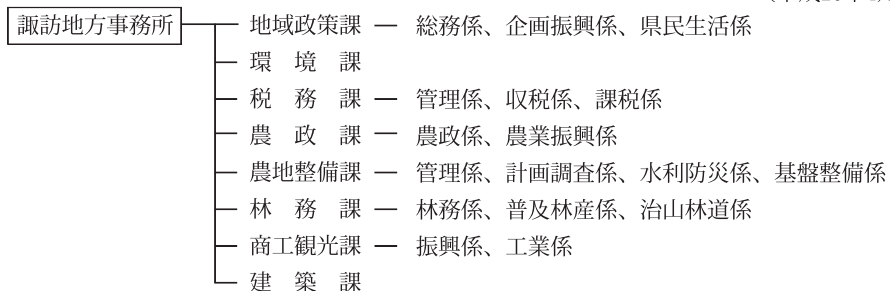 諏訪地方事務所 地域政策課 総務係、企画振興係、県民生活係
環境課
税務課 管理係、収税係、課税係
農政課 農政係、農業振興係
農地整備課 管理係、計画調査係、水利防災係、基盤整備係
林務課 林務係、普及林産係、治山林道係
商工観光課 振興係、工業係
建築課